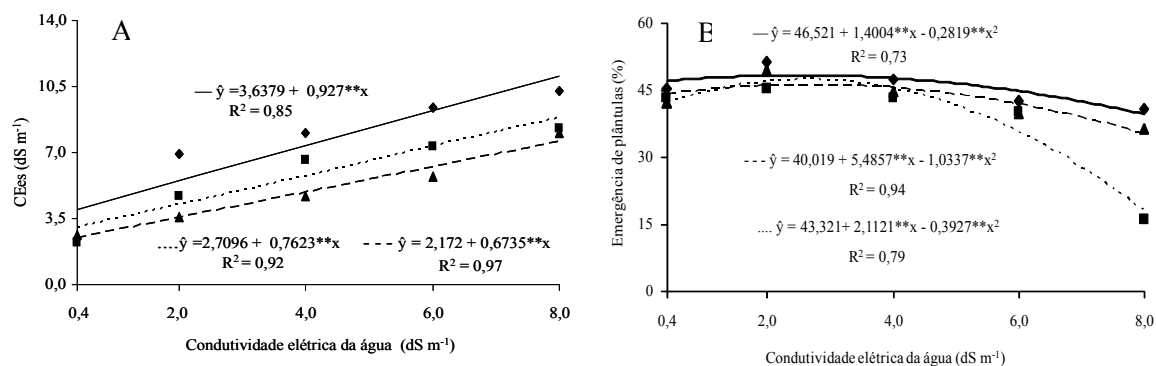 A
CEes (dS m⁻¹)
14,0
10,5
7,0
3,5
0,0
— ŷ =3,6379 + 0,927**x
R² = 0,85
....ŷ=2,7096 + 0,7623**x
R² = 0,92
--- ŷ = 2,172 + 0,6735**x
R² = 0,97
0,4 2,0 4,0 6,0 8,0
Condutividade elétrica da água (dS m⁻¹)
B
Emergência de plântulas (%)
60
45
30
15
0
— ŷ = 46,521 + 1,4004**x - 0,2819**x²
R² = 0,73
--- ŷ = 40,019 + 5,4857**x - 1,0337**x²
R² = 0,94
.... ŷ = 43,321+ 2,1121**x - 0,3927**x²
R² = 0,79
0,4 2,0 4,0 6,0 8,0
Condutividade elétrica da água (dS m⁻¹)